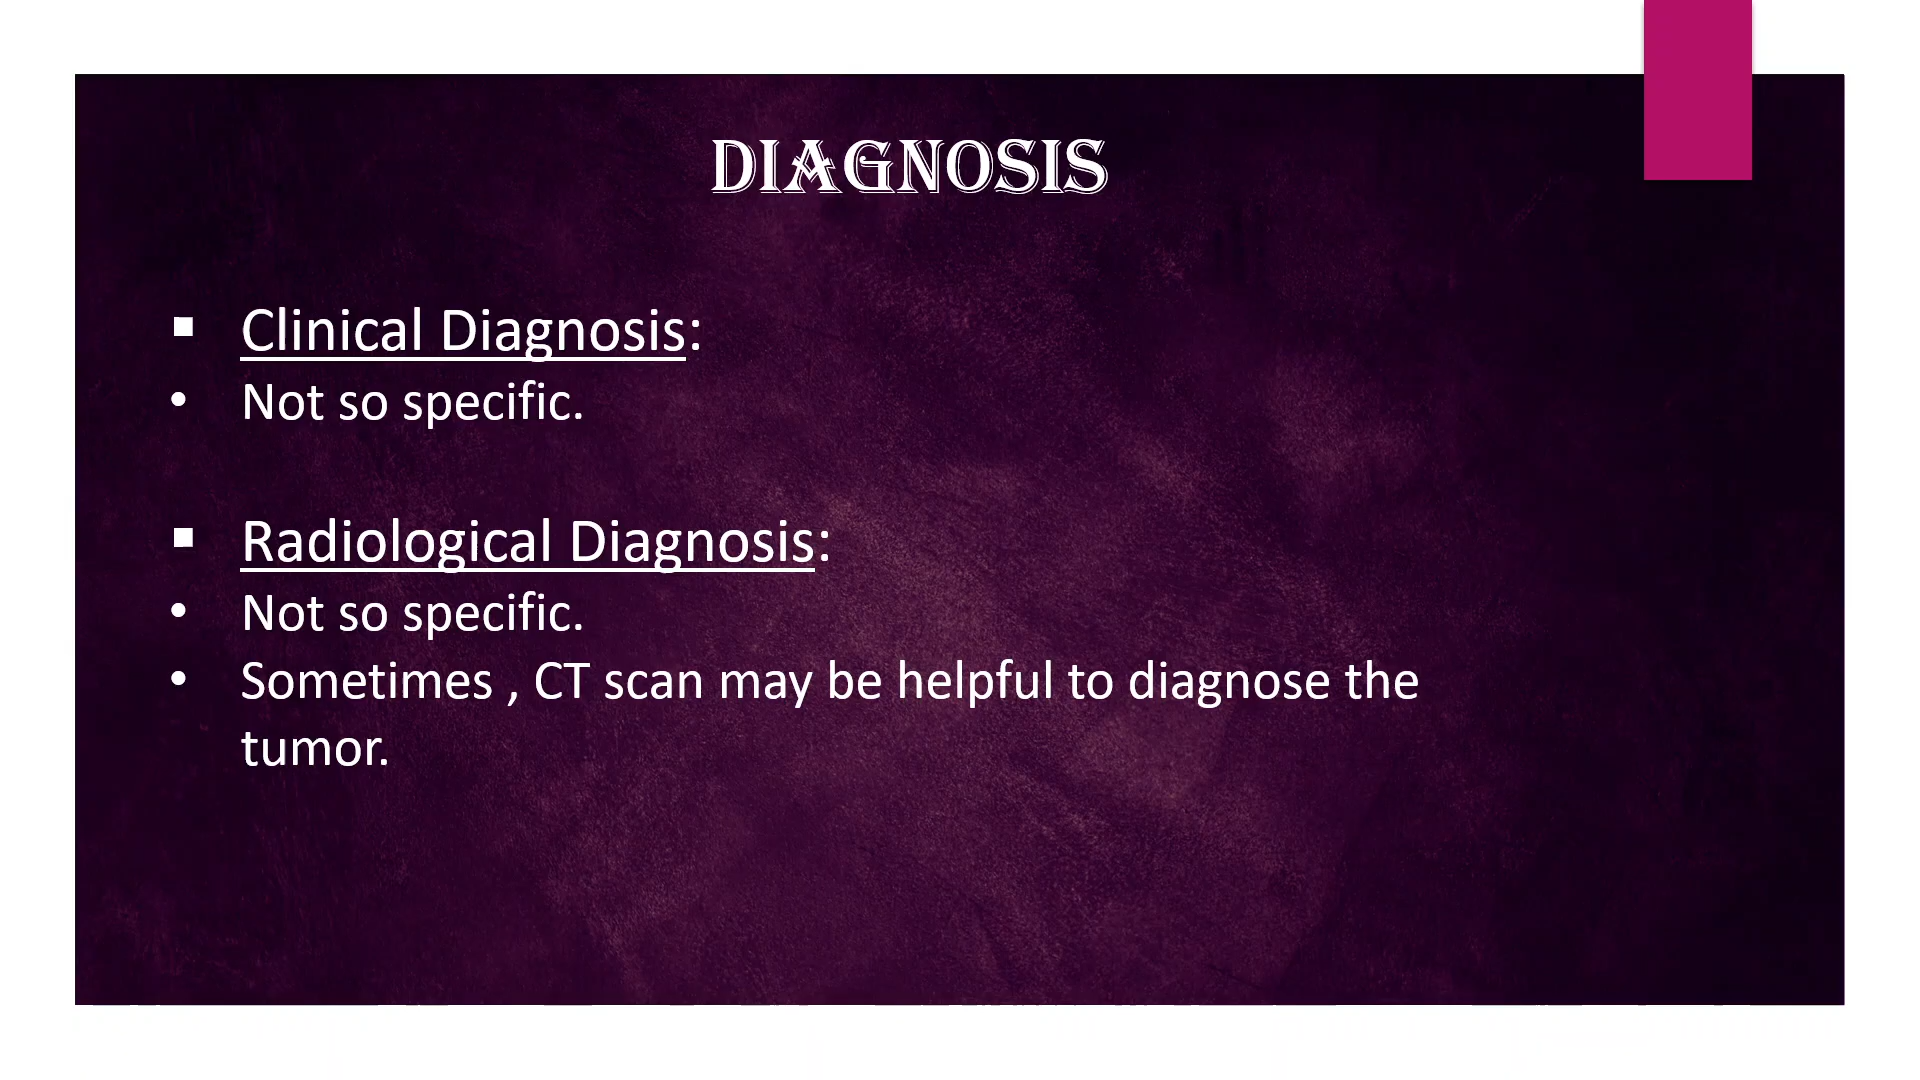 DIAGNOSIS
▪ Clinical Diagnosis:
• Not so specific.
▪ Radiological Diagnosis:
• Not so specific.
• Sometimes , CT scan may be helpful to diagnose the
tumor.